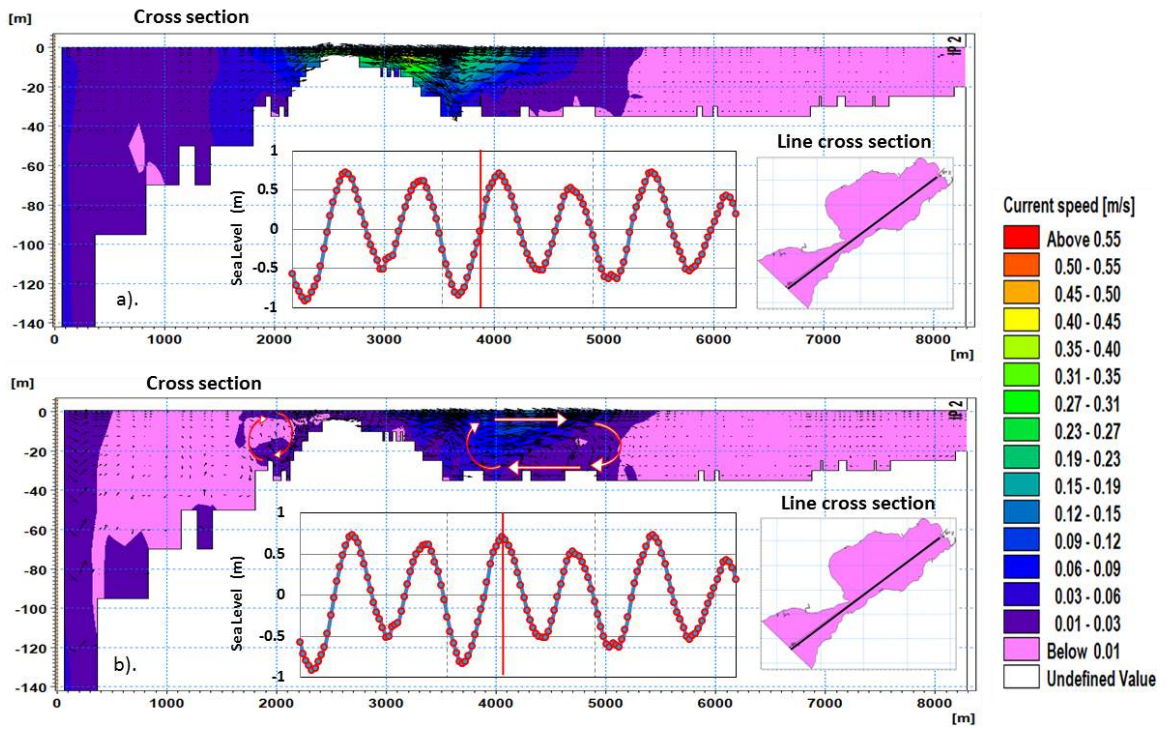 Cross section
[m]
0
-20
-40
-60
-80
-100
-120
-140
IP 2
1
0.5
0
-0.5
-1
Sea Level (m)
Line cross section
a).
1000
2000
3000
4000
5000
6000
7000
8000
[m]
Cross section
[m]
0
-20
-40
-60
-80
-100
-120
-140
IP 2
1
0.5
0
-0.5
-1
Sea Level (m)
Line cross section
b).
1000
2000
3000
4000
5000
6000
7000
8000
[m]
Current speed [m/s]
Above 0.55
0.50 - 0.55
0.45 - 0.50
0.40 - 0.45
0.35 - 0.40
0.31 - 0.35
0.27 - 0.31
0.23 - 0.27
0.19 - 0.23
0.15 - 0.19
0.12 - 0.15
0.09 - 0.12
0.06 - 0.09
0.03 - 0.06
0.01 - 0.03
Below 0.01
Undefined Value